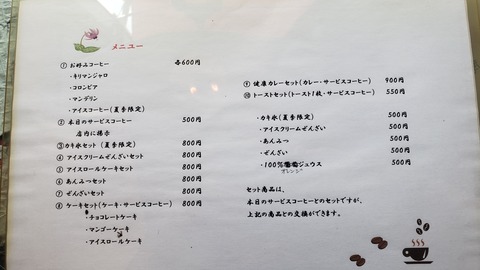 メニュー
① お好みコーヒー 各600円
・キリマンジャロ
・コロンビア
・マンデリン
・アイスコーヒー（夏季限定）
② 本日のサービスコーヒー 500円
店内に掲示
③ カキ氷セット（夏季限定） 800円
④ アイスクリームぜんざいセット 800円
⑤ アイスロールケーキセット 800円
⑥ あんみつセット 800円
⑦ ぜんざいセット 800円
⑧ ケーキセット（ケーキ・サービスコーヒー） 800円
・チョコレートケーキ
・マンゴーケーキ
・アイスロールケーキ
⑨ 健康カレーセット（カレー・サービスコーヒー） 900円
⑩ トーストセット（トースト1枚・サービスコーヒー） 550円
・カキ氷（夏季限定） 500円
・アイスクリームぜんざい 500円
・あんみつ 500円
・ぜんざい 500円
・100% ジュウス 500円
オレンジ
セット商品は、
本日のサービスコーヒーとのセットですが、
上記の商品との交換ができます。